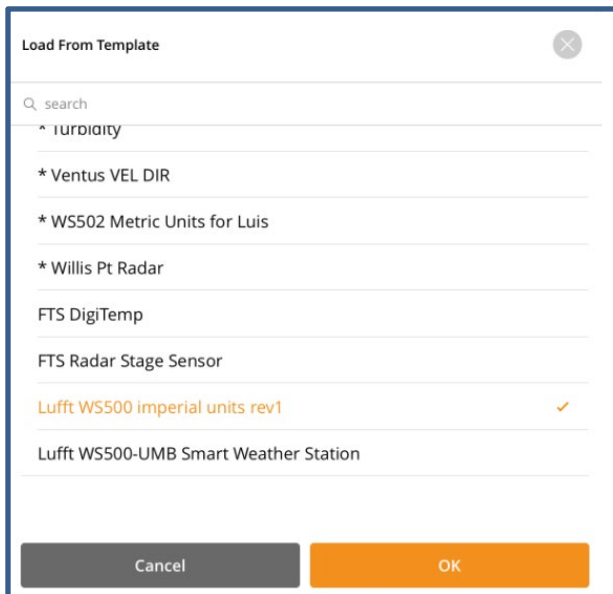 Load From Template
search
* Turbidity
* Ventus VEL DIR
* WS502 Metric Units for Luis
* Willis Pt Radar
FTS DigiTemp
FTS Radar Stage Sensor
Lufft WS500 imperial units rev1
Lufft WS500-UMB Smart Weather Station
Cancel
OK